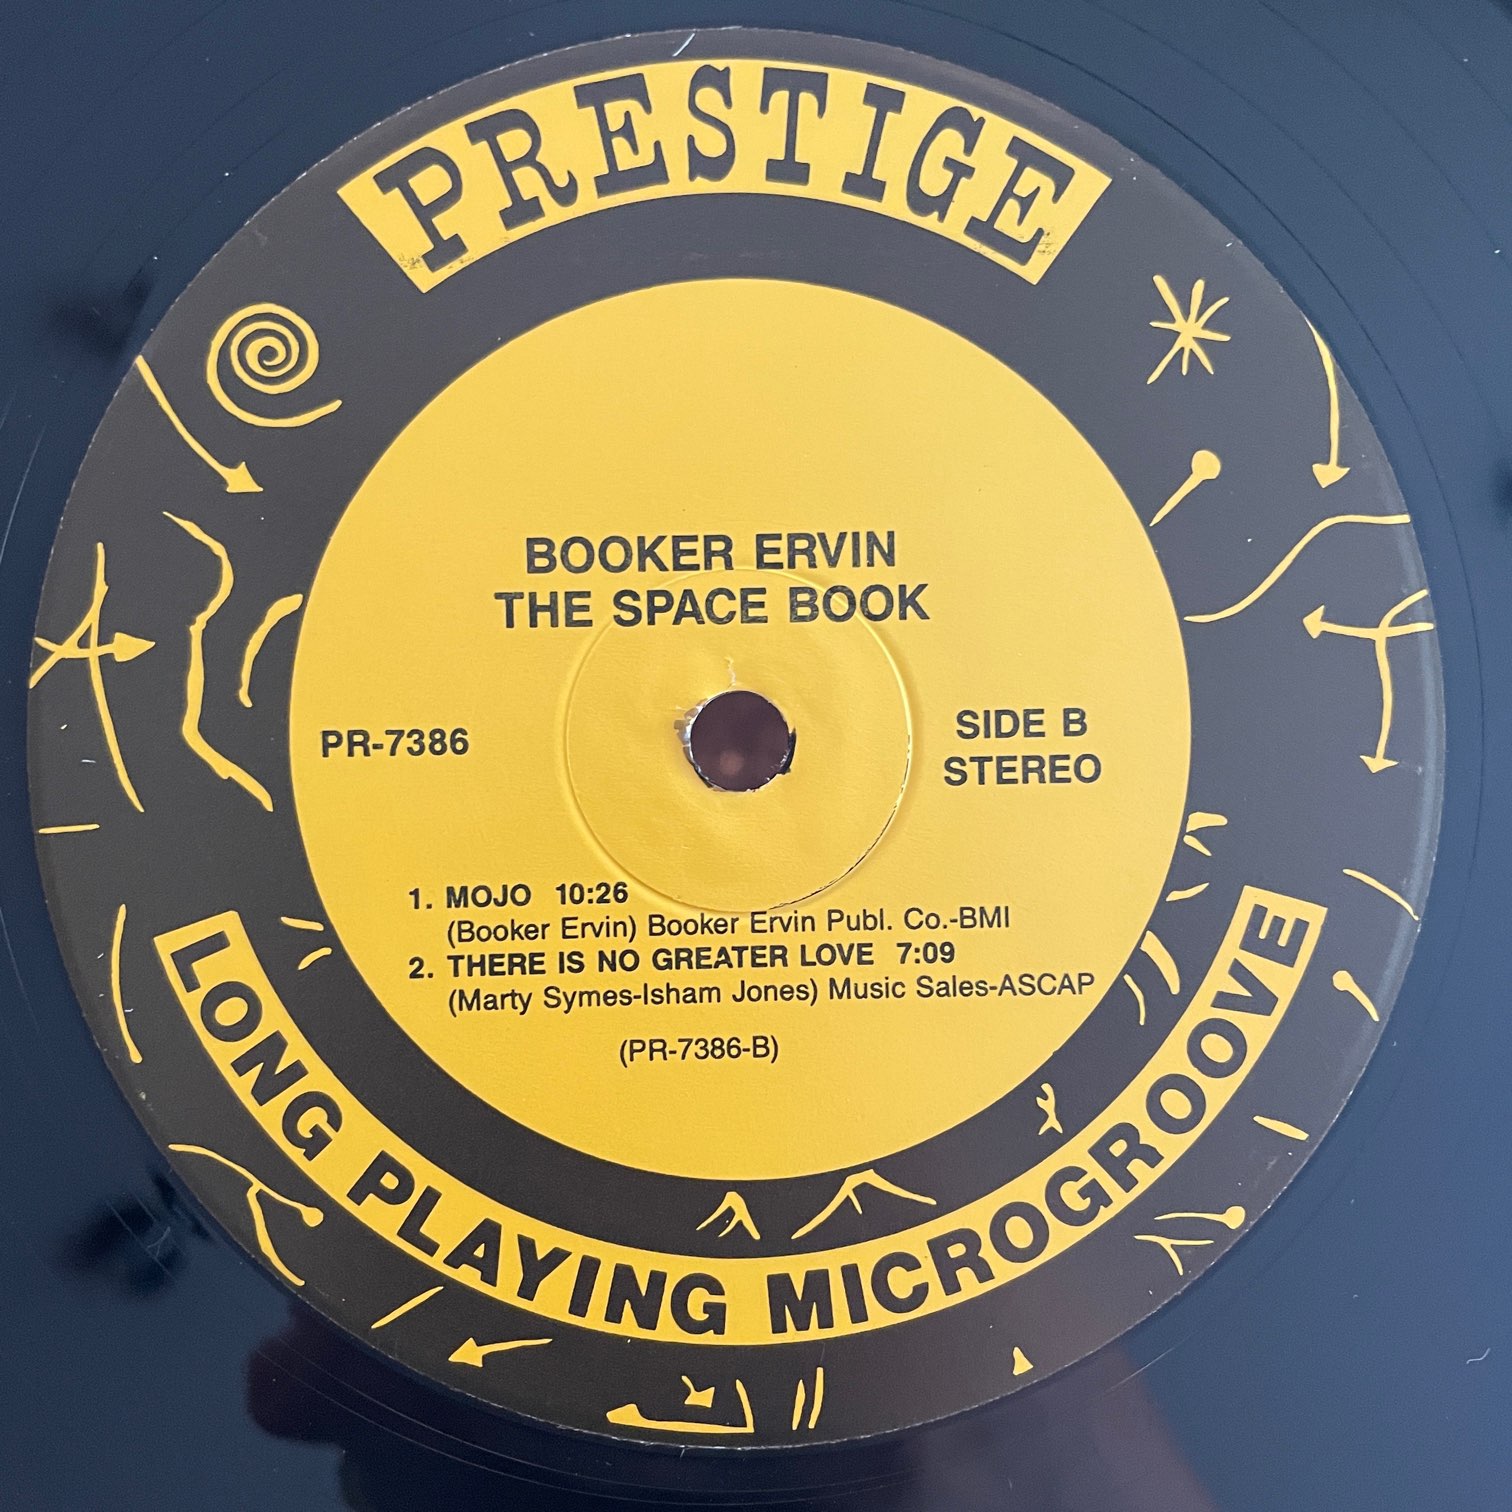 PRESTIGE
BOOKER ERVIN
THE SPACE BOOK
PR-7386
SIDE B
STEREO
1. MOJO 10:26
(Booker Ervin) Booker Ervin Publ. Co.-BMI
2. THERE IS NO GREATER LOVE 7:09
(Marty Symes-Isham Jones) Music Sales-ASCAP
(PR-7386-B)
LONG PLAYING MICROGROOVE